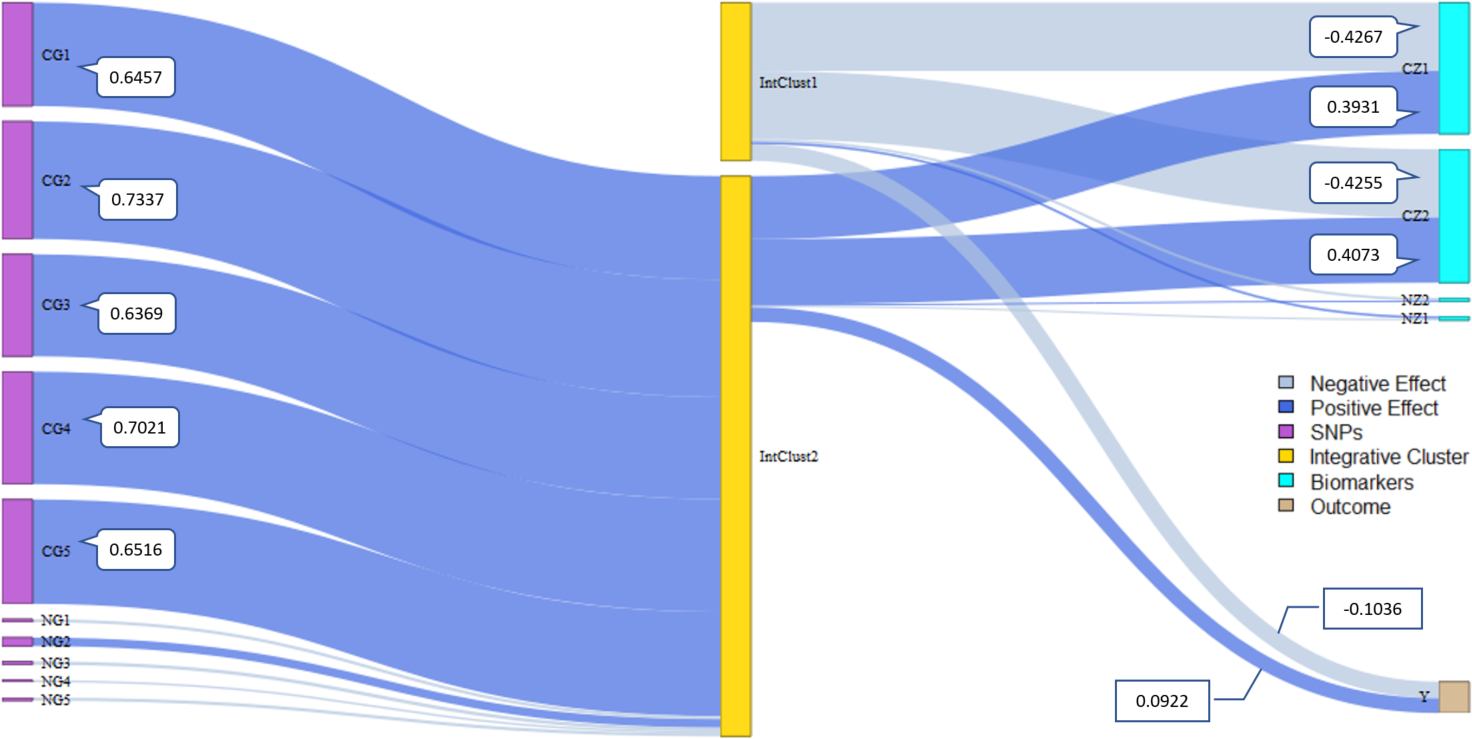 CG1
0.6457
CG2
0.7337
CG3
0.6369
CG4
0.7021
CG5
0.6516
NG1
NG2
NG3
NG4
NG5
IntClust1
IntClust2
-0.4267
CZ1
0.3931
-0.4255
CZ2
0.4073
NZ2
NZ1
Negative Effect
Positive Effect
SNPs
Integrative Cluster
Biomarkers
Outcome
-0.1036
0.0922
Y